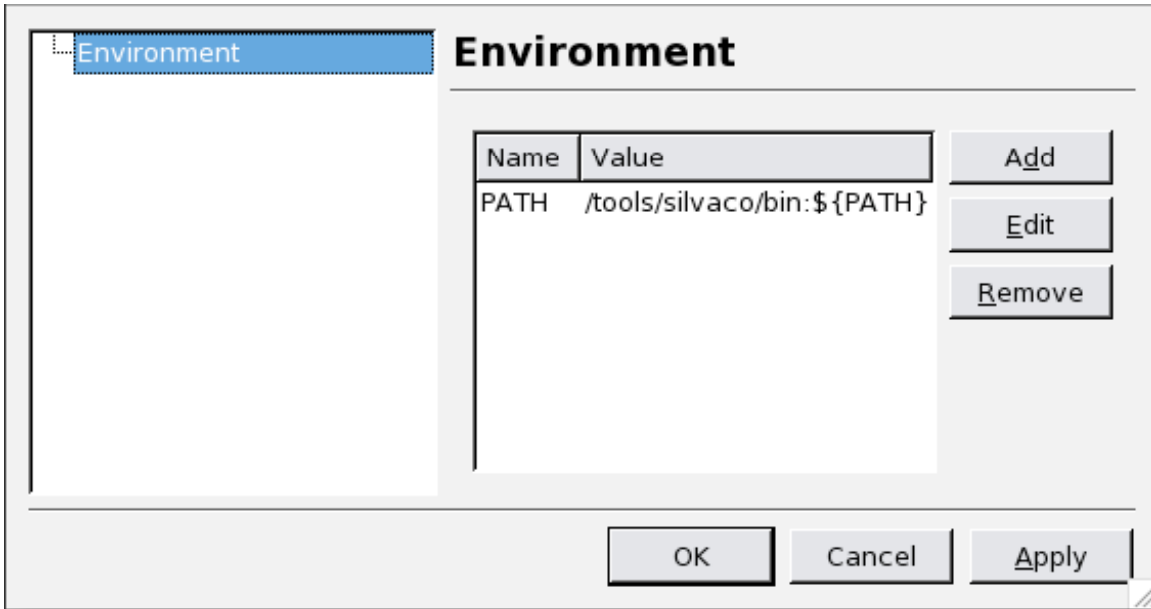 Environment
Environment
Name Value
PATH /tools/silvaco/bin:${PATH}
Add
Edit
Remove
OK Cancel Apply